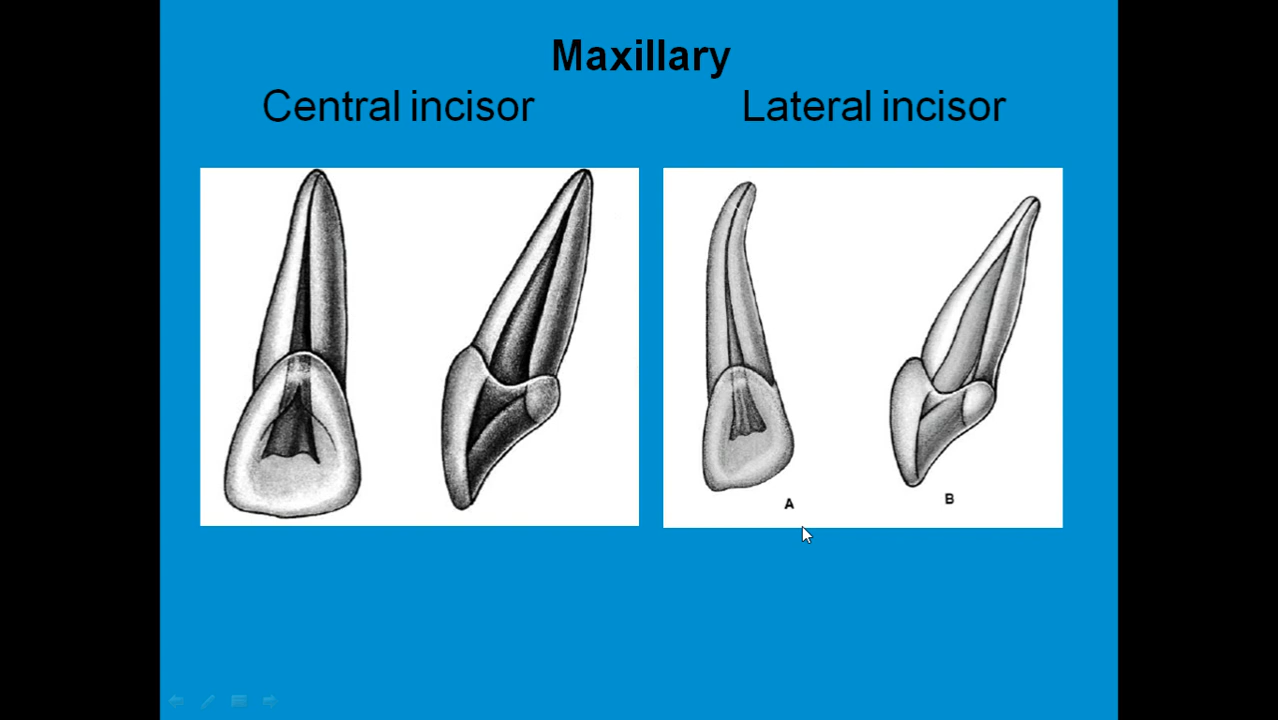 Maxillary
Central incisor
Lateral incisor
A
B